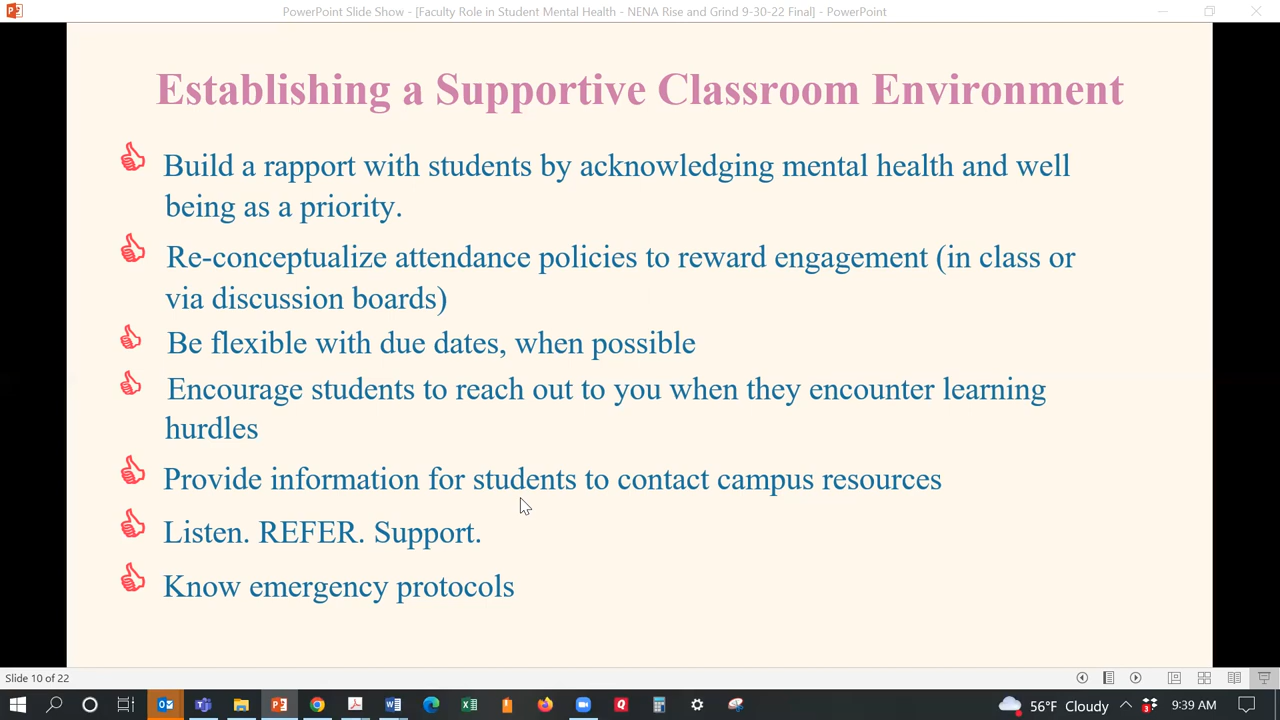 PowerPoint Slide Show - [Faculty Role in Student Mental Health - NENA Rise and Grind 9-30-22 Final] - PowerPoint
Establishing a Supportive Classroom Environment
Build a rapport with students by acknowledging mental health and well
being as a priority.
Re-conceptualize attendance policies to reward engagement (in class or
via discussion boards)
Be flexible with due dates, when possible
Encourage students to reach out to you when they encounter learning
hurdles
Provide information for students to contact campus resources
Listen. REFER. Support.
Know emergency protocols
Slide 10 of 22
56°F Cloudy
3
9:39 AM